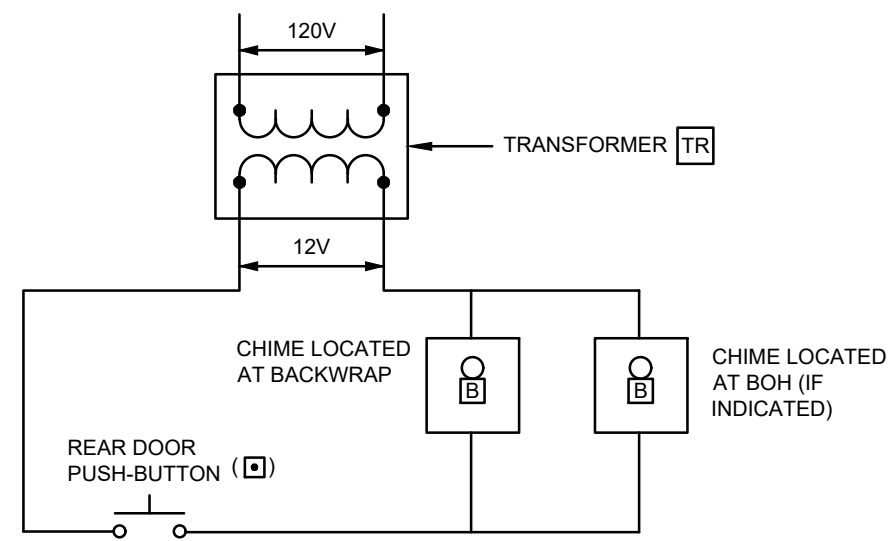 120V
TRANSFORMER TR
12V
CHIME LOCATED
AT BACKWRAP
B
B
CHIME LOCATED
AT BOH (IF
INDICATED)
REAR DOOR
PUSH-BUTTON ( )